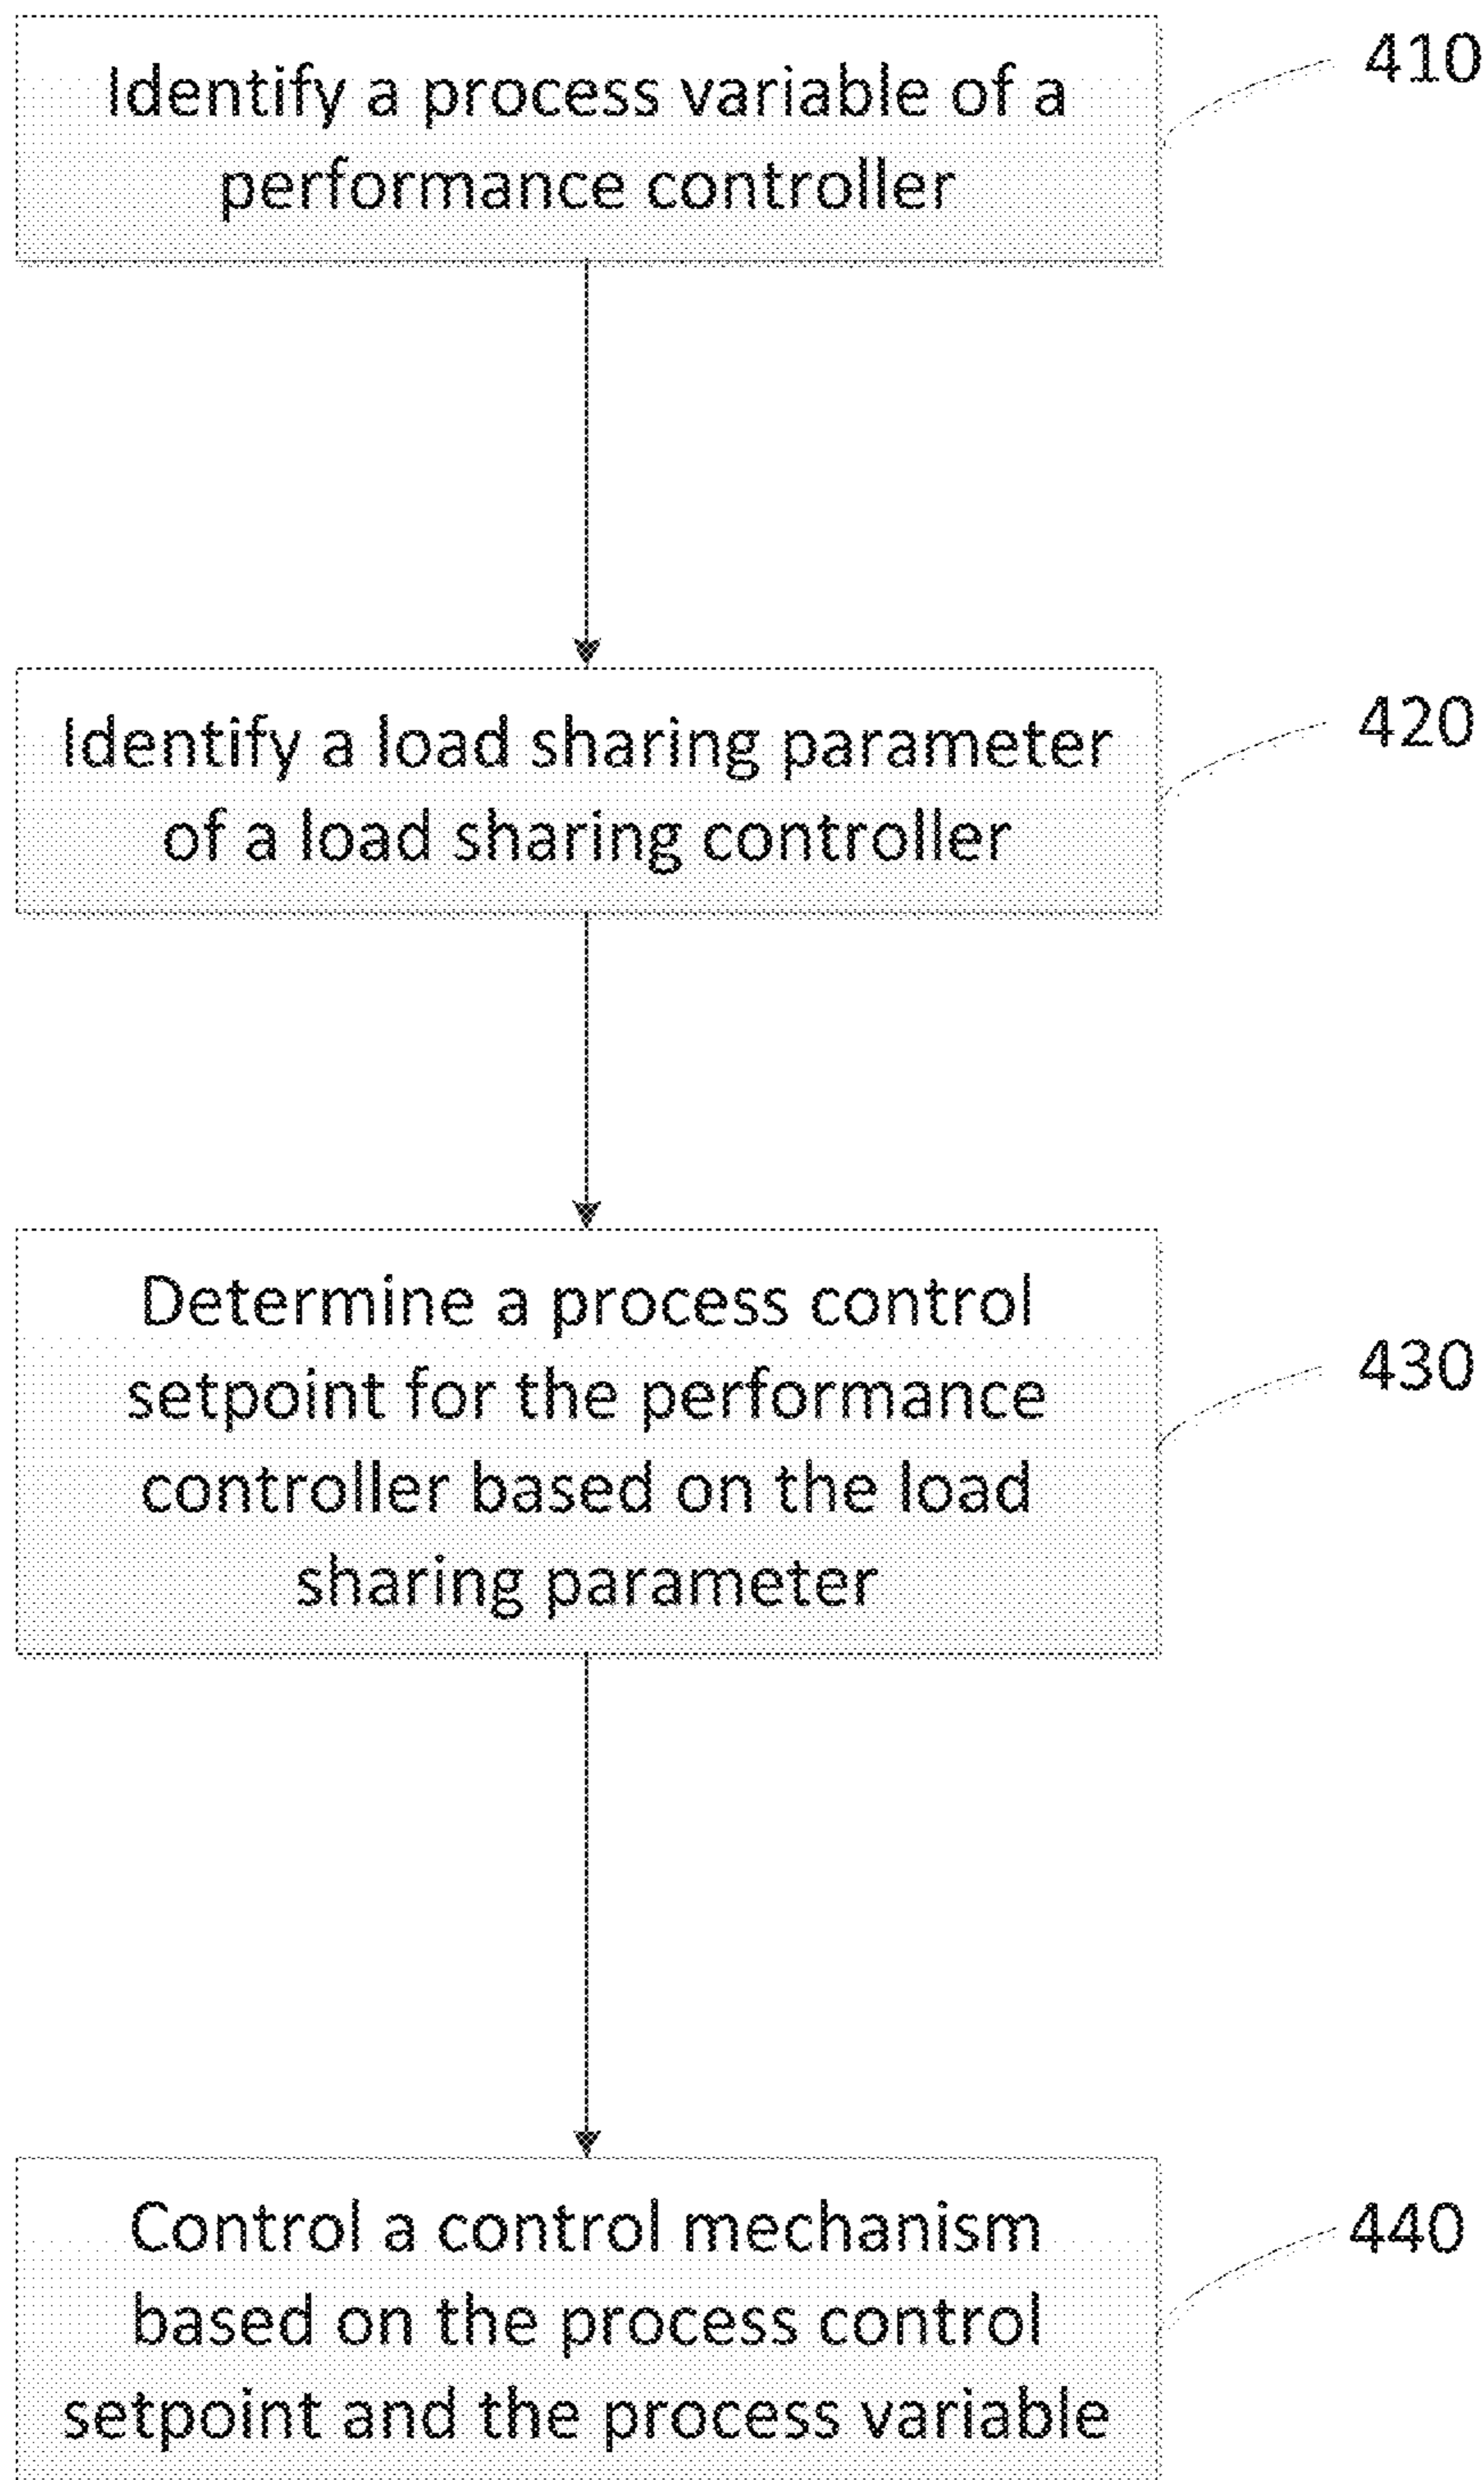 Identify a process variable of a
performance controller
410
Identify a load sharing parameter
of a load sharing controller
420
Determine a process control
setpoint for the performance
controller based on the load
sharing parameter
430
Control a control mechanism
based on the process control
setpoint and the process variable
440